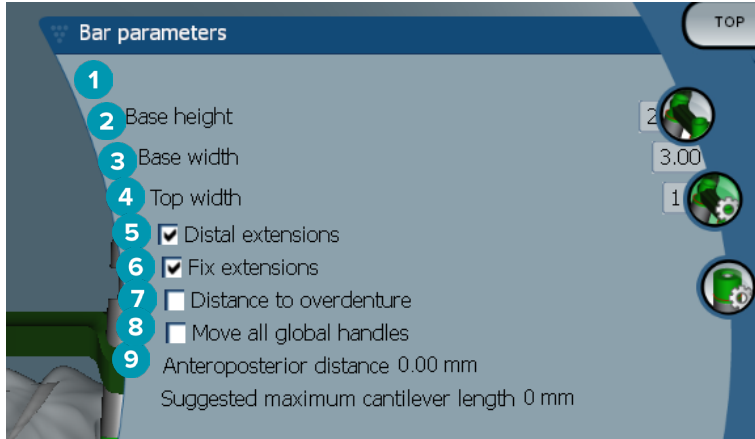 TOP
Bar parameters
1
2 Base height 2
3 Base width 3.00
4 Top width 1
5 Distal extensions
6 Fix extensions
7 Distance to overdenture
8 Move all global handles
9 Anteroposterior distance 0.00 mm
Suggested maximum cantilever length 0 mm